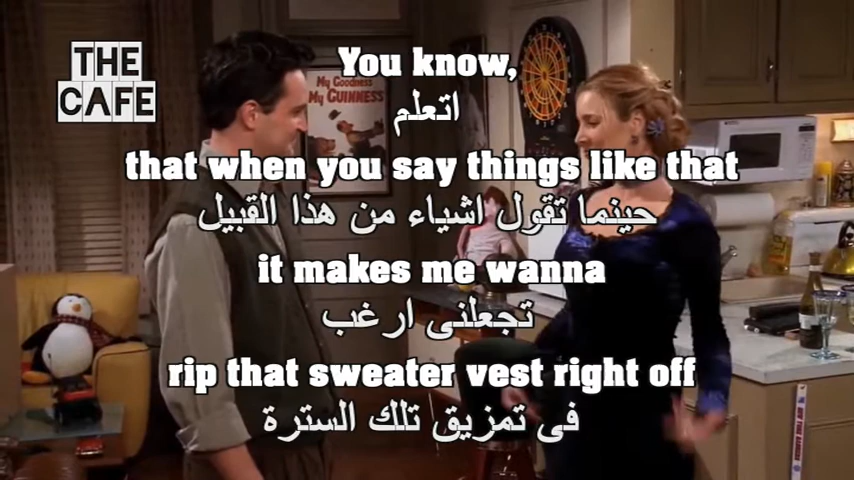 THE
CAFE
My Goodness
My GUINNESS
You know,
اتعلم
that when you say things like that
حينما تقول اشياء من هذا القبيل
it makes me wanna
تجعلنى ارغب
rip that sweater vest right off
فى تمزيق تلك السترة